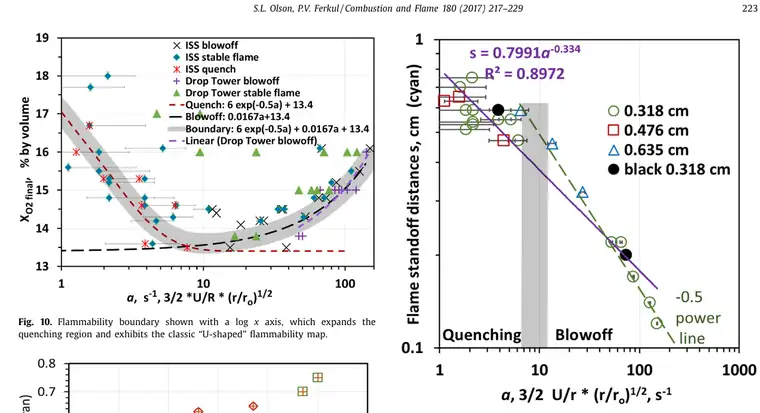 S.L. Olson, P.V. Ferkul / Combustion and Flame 180 (2017) 217–229
223
19
18
17
16
15
14
13
X O2 final, % by volume
ISS blowoff
ISS stable flame
ISS quench
Drop Tower blowoff
Drop Tower stable flame
Quench: 6 exp(-0.5a) + 13.4
Blowoff: 0.0167a+13.4
Boundary: 6 exp(-0.5a) + 0.0167a + 13.4
Linear (Drop Tower blowoff)
1 10 100
a, s-1, 3/2 *U/R * (r/ro)1/2
Fig. 10. Flammability boundary shown with a log x axis, which expands the
quenching region and exhibits the classic “U-shaped” flammability map.
0.8
0.7
an)
1
0.1
Flame standoff distance s, cm (cyan)
s = 0.7991a-0.334
R² = 0.8972
0.318 cm
0.476 cm
0.635 cm
black 0.318 cm
-0.5
power
line
Quenching Blowoff
1 10 100 1000
a, 3/2 U/r * (r/ro)1/2, s-1